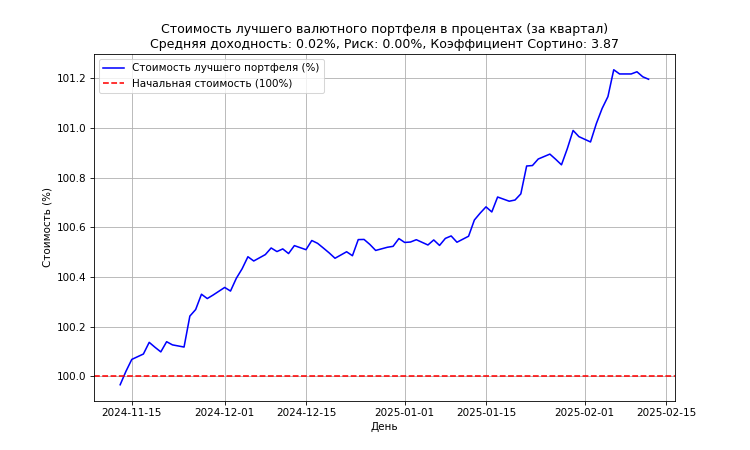 Стоимость лучшего валютного портфеля в процентах (за квартал)
Средняя доходность: 0.02%, Риск: 0.00%, Коэффициент Сортино: 3.87
Стоимость лучшего портфеля (%)
Начальная стоимость (100%)
Стоимость (%)
101.2
101.0
100.8
100.6
100.4
100.2
100.0
2024-11-15 2024-12-01 2024-12-15 2025-01-01 2025-01-15 2025-02-01 2025-02-15
День